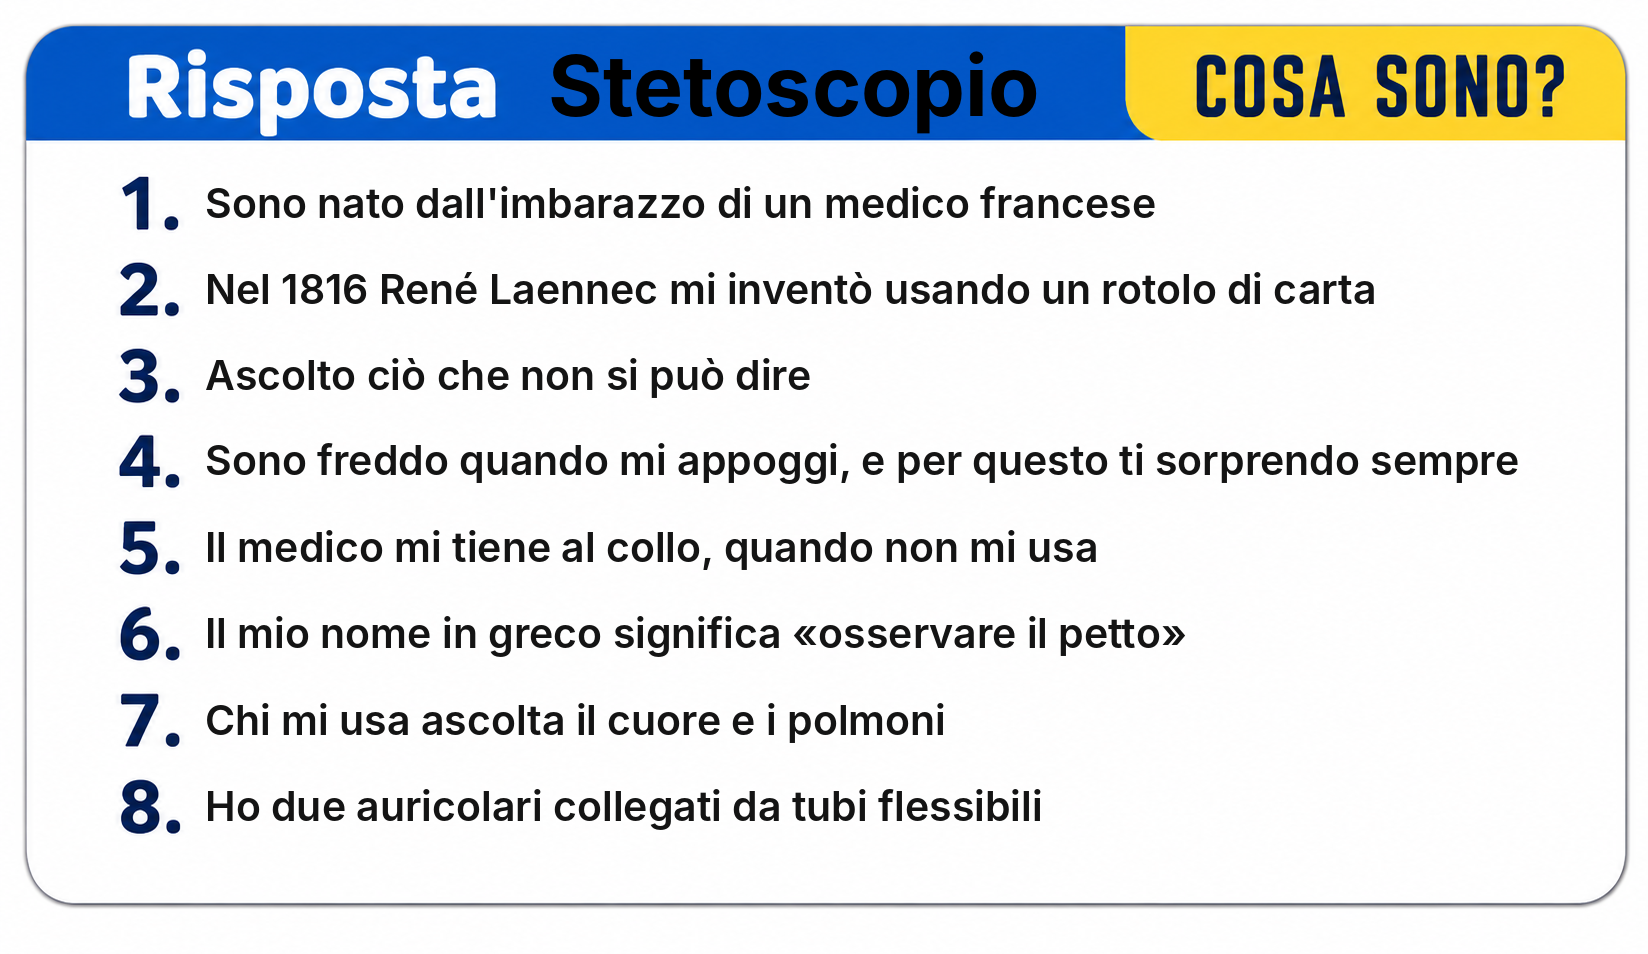 Risposta Stetoscopio COSA SONO?
1. Sono nato dall'imbarazzo di un medico francese
2. Nel 1816 René Laennec mi inventò usando un rotolo di carta
3. Ascolto ciò che non si può dire
4. Sono freddo quando mi appoggi, e per questo ti sorprendo sempre
5. Il medico mi tiene al collo, quando non mi usa
6. Il mio nome in greco significa «osservare il petto»
7. Chi mi usa ascolta il cuore e i polmoni
8. Ho due auricolari collegati da tubi flessibili